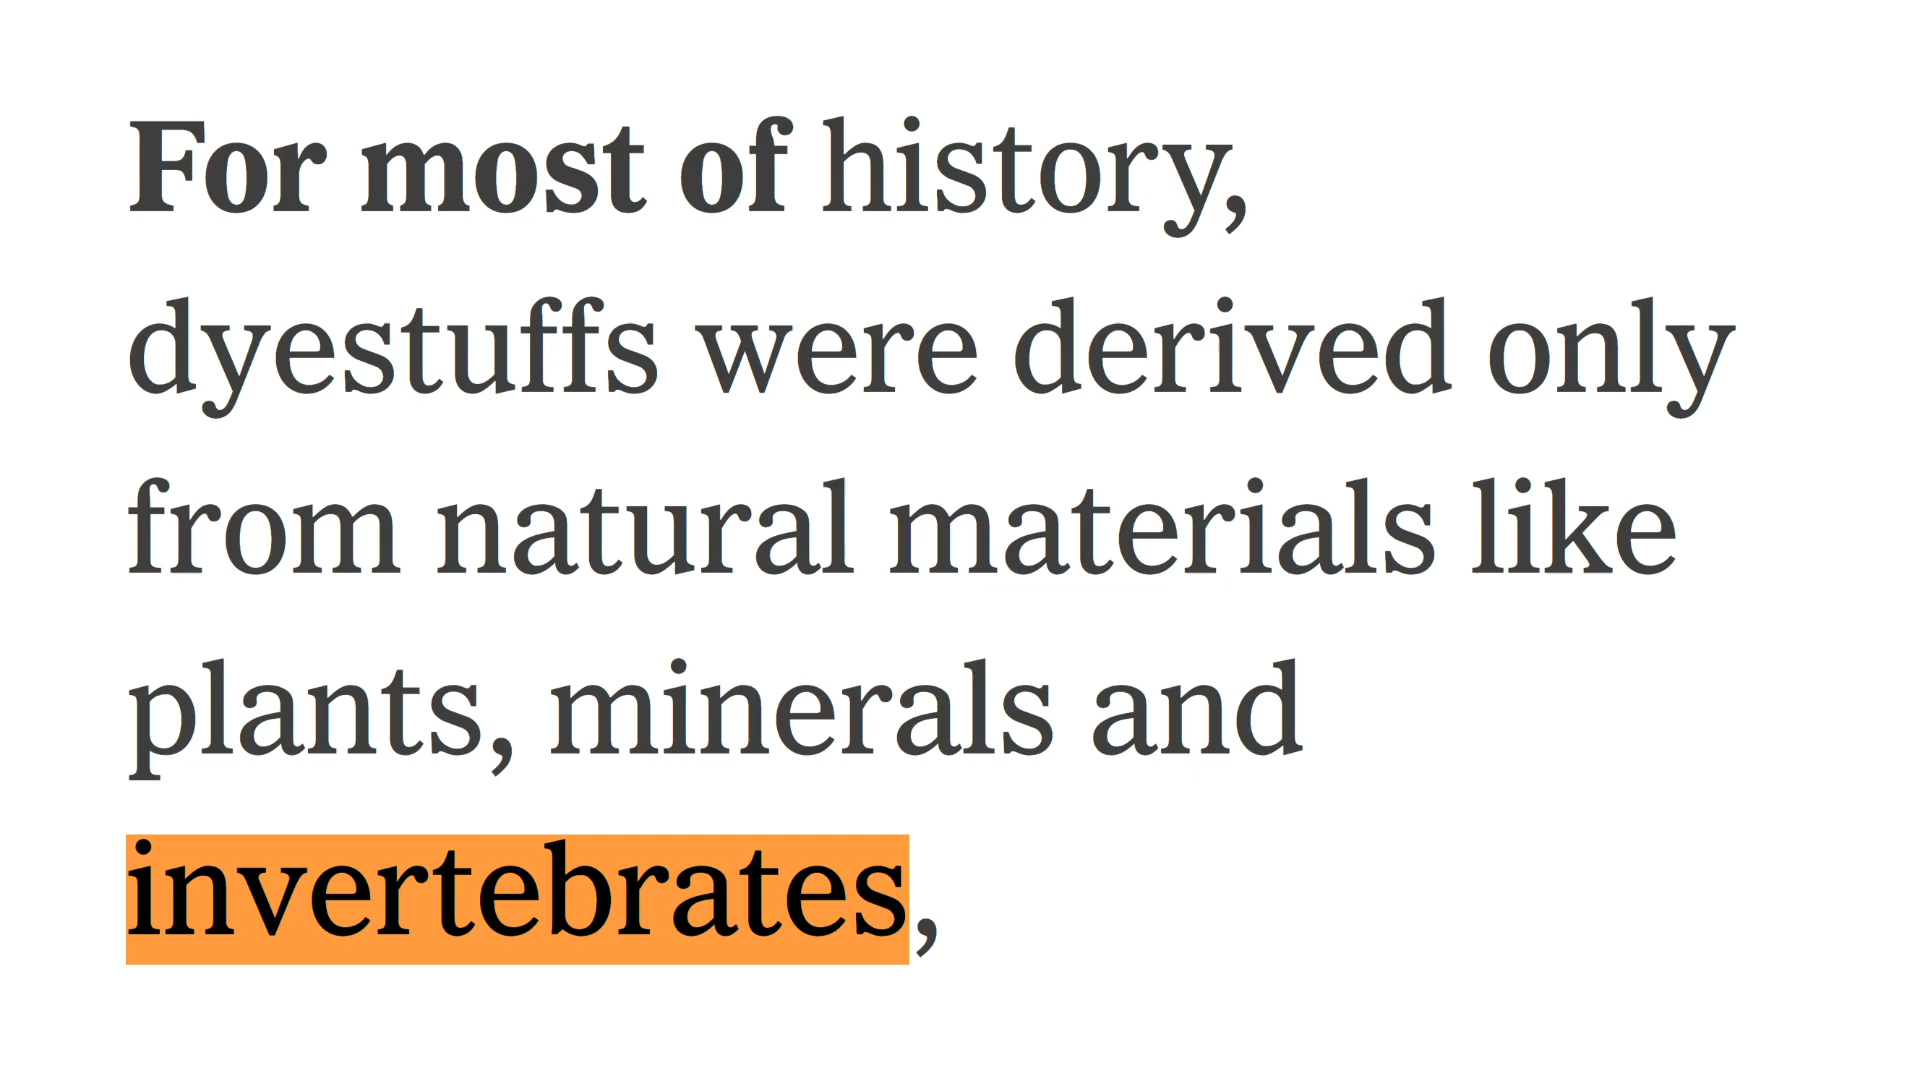 For most of history,
dyestuffs were derived only
from natural materials like
plants, minerals and
invertebrates,